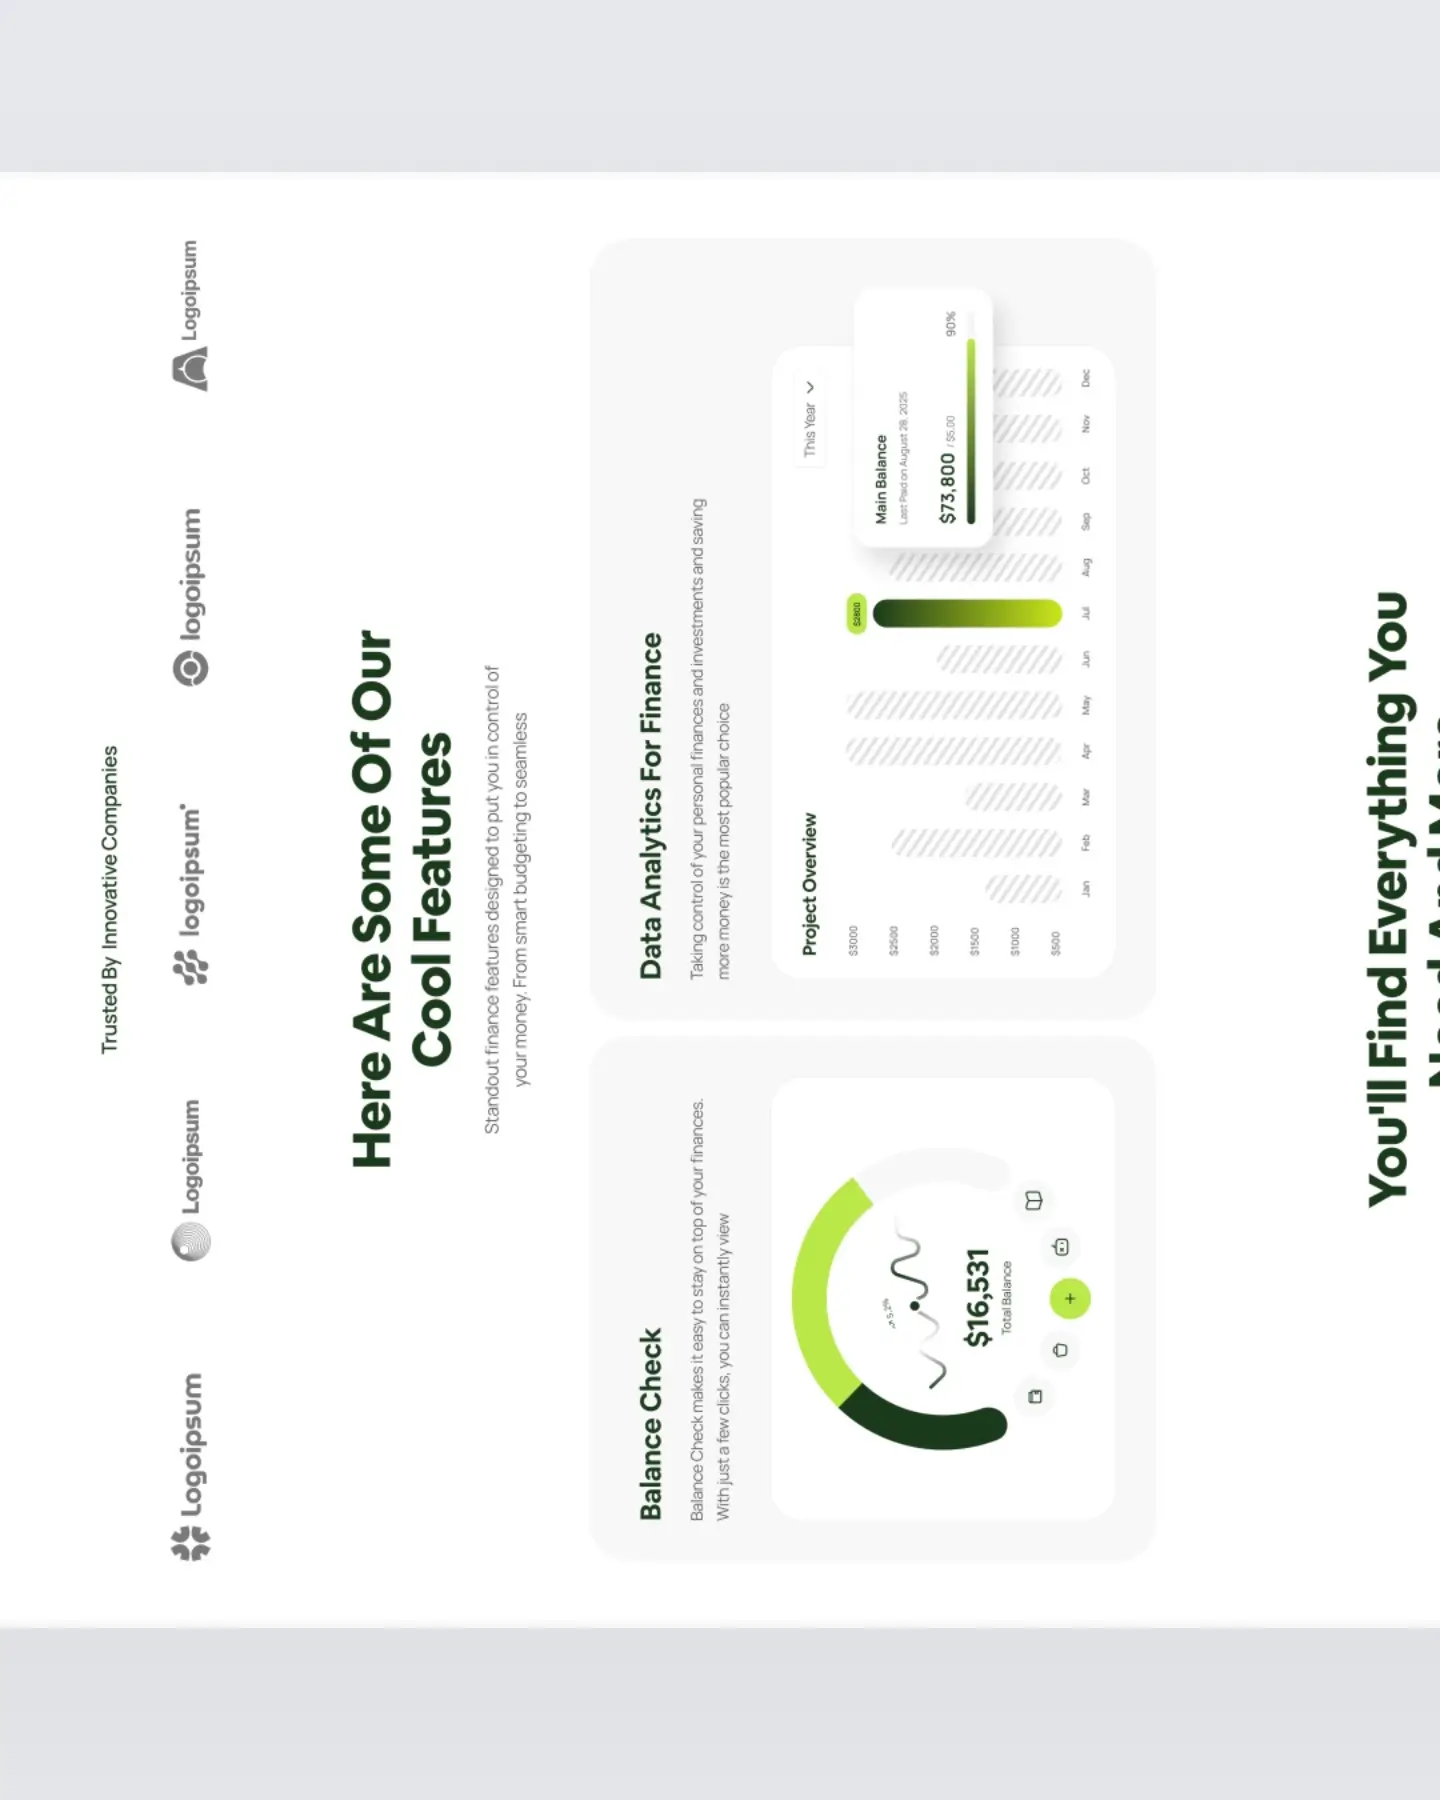 Trusted By Innovative Companies
Logoipsum
Logoipsum
logoipsum
logoipsum
Logoipsum
Here Are Some Of Our
Cool Features
Standout finance features designed to put you in control of
your money. From smart budgeting to seamless
Balance Check
Balance Check makes it easy to stay on top of your finances.
With just a few clicks, you can instantly view
5.2%
$16,531
Total Balance
Data Analytics For Finance
Taking control of your personal finances and investments and saving
more money is the most popular choice
Project Overview
This Year
$3000
$2500
$2000
$1500
$1000
$500
$2800
Jan
Feb
Mar
Apr
May
Jun
Jul
Aug
Sep
Oct
Nov
Dec
Main Balance
Last Paid on August 28, 2025
$73,800 / $5.00
90%
You'll Find Everything You